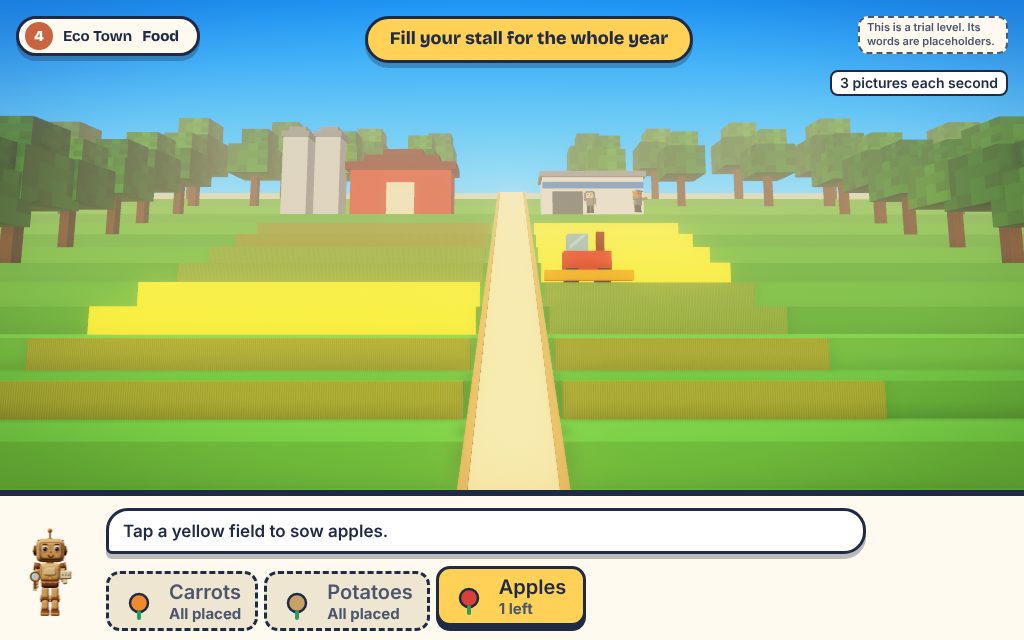 4 Eco Town Food
Fill your stall for the whole year
This is a trial level. Its
words are placeholders.
3 pictures each second
Tap a yellow field to sow apples.
Carrots
All placed
Potatoes
All placed
Apples
1 left